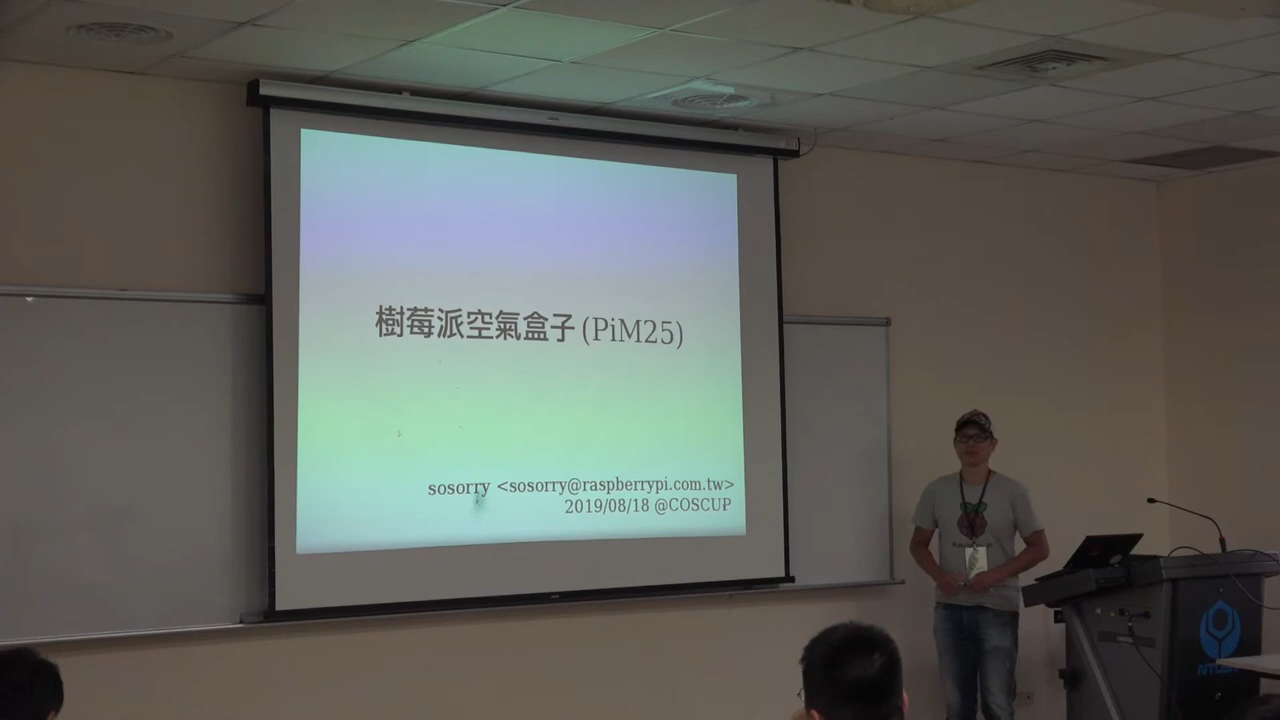 樹莓派空氣盒子 (PiM25)
sosorry <sosorry@raspberrypi.com.tw>
2019/08/18 @COSCUP